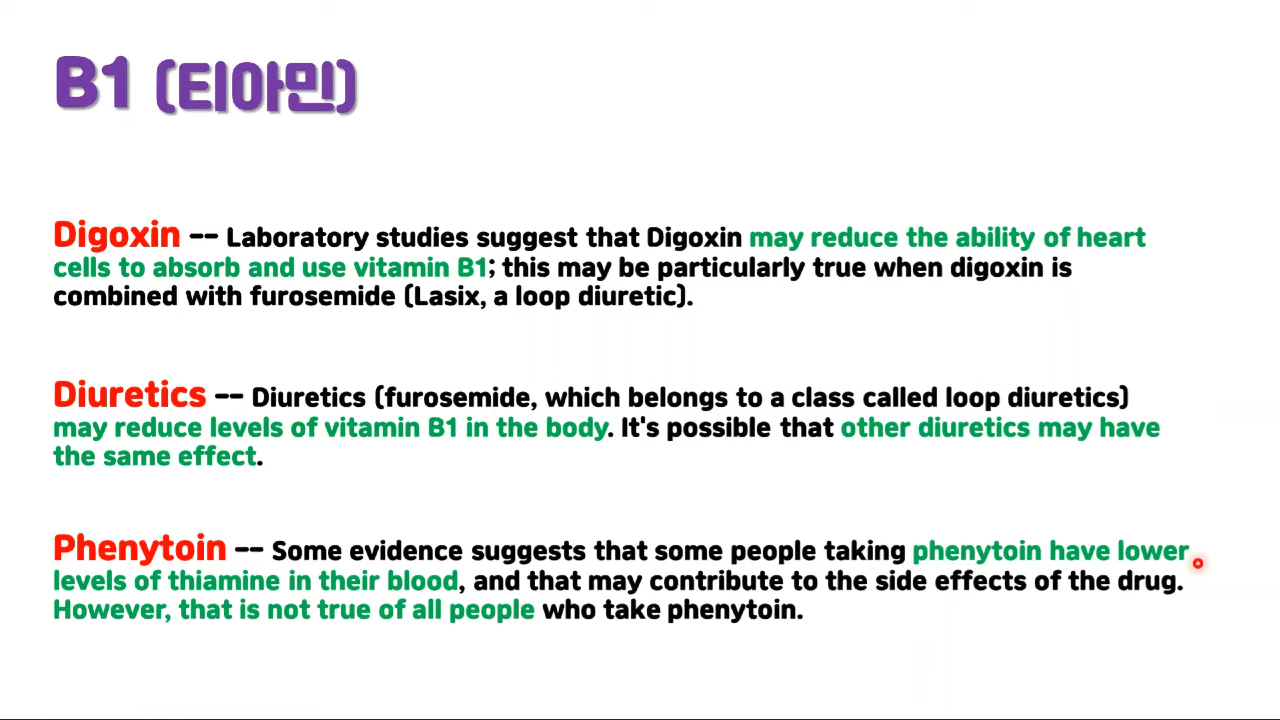 B1 (티아민)
Digoxin -- Laboratory studies suggest that Digoxin may reduce the ability of heart
cells to absorb and use vitamin B1; this may be particularly true when digoxin is
combined with furosemide (Lasix, a loop diuretic).
Diuretics -- Diuretics (furosemide, which belongs to a class called loop diuretics)
may reduce levels of vitamin B1 in the body. It's possible that other diuretics may have
the same effect.
Phenytoin -- Some evidence suggests that some people taking phenytoin have lower
levels of thiamine in their blood, and that may contribute to the side effects of the drug.
However, that is not true of all people who take phenytoin.